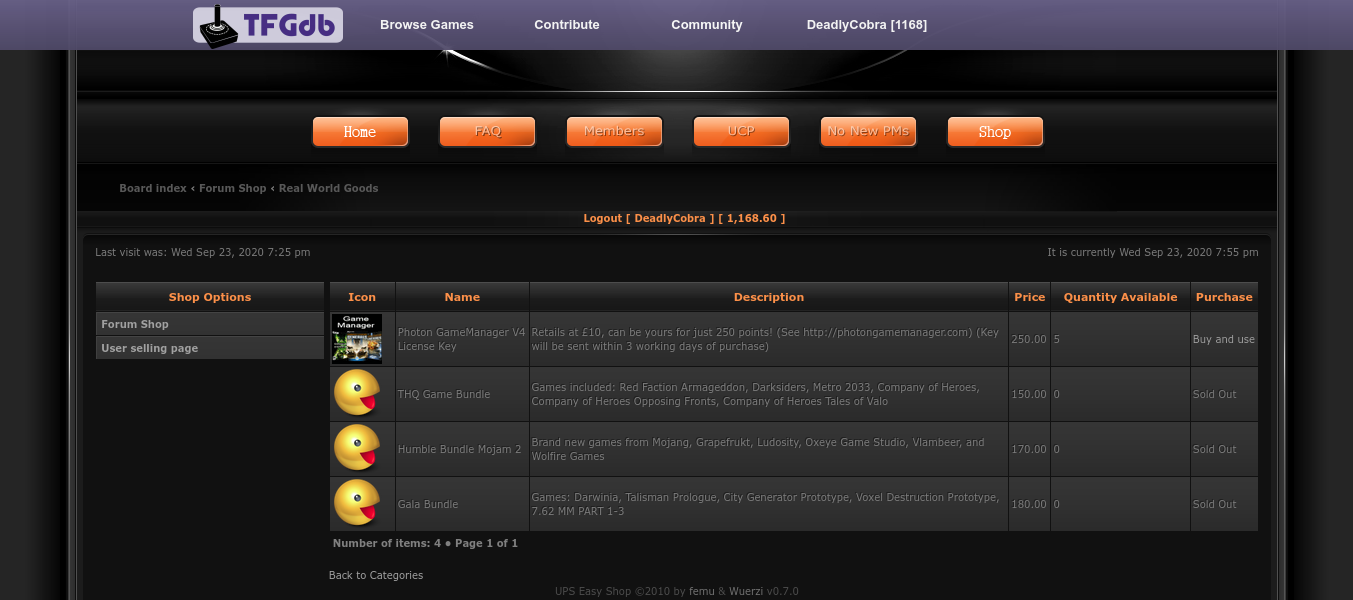 TFGdb Browse Games Contribute Community DeadlyCobra [1168]
Home FAQ Members UCP No New PMs Shop
Board index ‹ Forum Shop ‹ Real World Goods
Logout [ DeadlyCobra ] [ 1,168.60 ]
Last visit was: Wed Sep 23, 2020 7:25 pm
It is currently Wed Sep 23, 2020 7:55 pm
Shop Options
Forum Shop
User selling page
Icon Name Description Price Quantity Available Purchase
Game
Manager
Photon GameManager V4
License Key
Retails at £10, can be yours for just 250 points! (See http://photongamemanager.com) (Key
will be sent within 3 working days of purchase)
250.00 5 Buy and use
THQ Game Bundle
Games included: Red Faction Armageddon, Darksiders, Metro 2033, Company of Heroes,
Company of Heroes Opposing Fronts, Company of Heroes Tales of Valo
150.00 0 Sold Out
Humble Bundle Mojam 2
Brand new games from Mojang, Grapefrukt, Ludosity, Oxeye Game Studio, Vlambeer, and
Wolfire Games
170.00 0 Sold Out
Gala Bundle
Games: Darwinia, Talisman Prologue, City Generator Prototype, Voxel Destruction Prototype,
7.62 MM PART 1-3
180.00 0 Sold Out
Number of items: 4 • Page 1 of 1
Back to Categories
UPS Easy Shop ©2010 by femu & Wuerzi v0.7.0